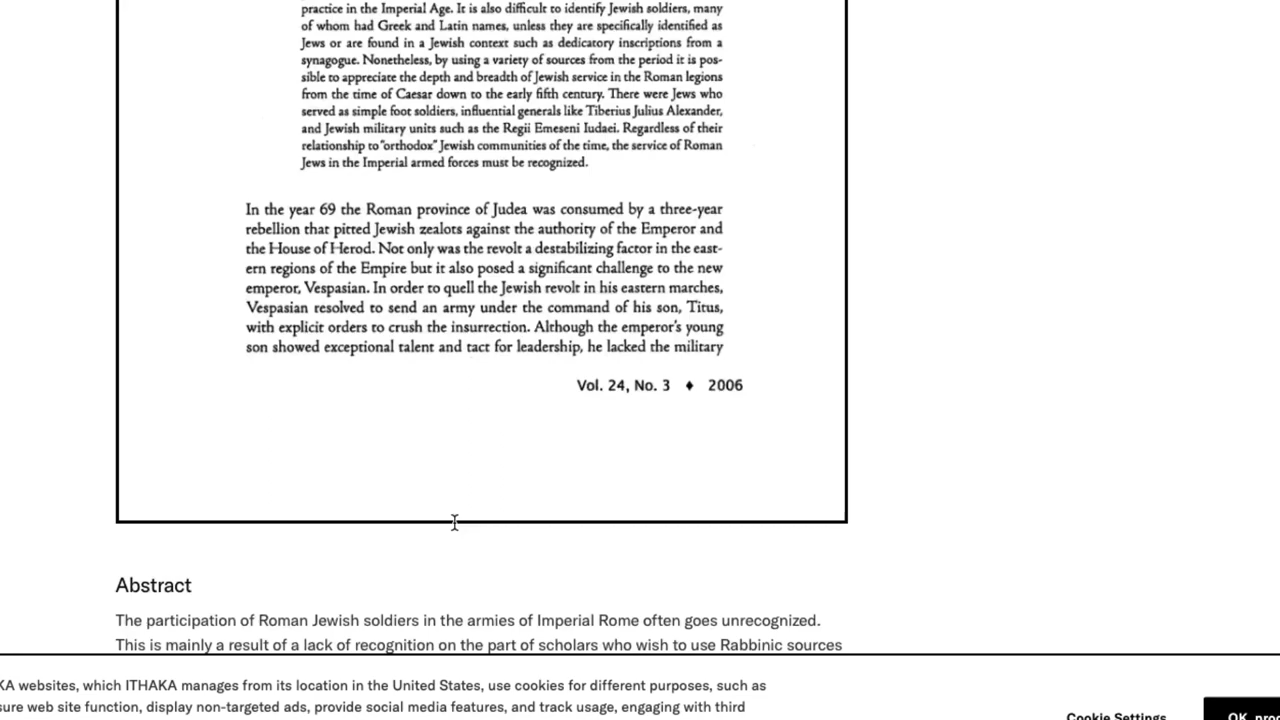 practice in the Imperial Age. It is also difficult to identify Jewish soldiers, many
of whom had Greek and Latin names, unless they are specifically identified as
Jews or are found in a Jewish context such as dedicatory inscriptions from a
synagogue. Nonetheless, by using a variety of sources from the period it is pos-
sible to appreciate the depth and breadth of Jewish service in the Roman legions
from the time of Caesar down to the early fifth century. There were Jews who
served as simple foot soldiers, influential generals like Tiberius Julius Alexander,
and Jewish military units such as the Regii Emeseni Iudaei. Regardless of their
relationship to "orthodox" Jewish communities of the time, the service of Roman
Jews in the Imperial armed forces must be recognized.
In the year 69 the Roman province of Judea was consumed by a three-year
rebellion that pitted Jewish zealots against the authority of the Emperor and
the House of Herod. Not only was the revolt a destabilizing factor in the east-
ern regions of the Empire but it also posed a significant challenge to the new
emperor, Vespasian. In order to quell the Jewish revolt in his eastern marches,
Vespasian resolved to send an army under the command of his son, Titus,
with explicit orders to crush the insurrection. Although the emperor's young
son showed exceptional talent and tact for leadership, he lacked the military
Vol. 24, No. 3 ♦ 2006
Abstract
The participation of Roman Jewish soldiers in the armies of Imperial Rome often goes unrecognized.
This is mainly a result of a lack of recognition on the part of scholars who wish to use Rabbinic sources
KA websites, which ITHAKA manages from its location in the United States, use cookies for different purposes, such as
sure web site function, display non-targeted ads, provide social media features, and track usage, engaging with third
Cookie Settings
OK, pro